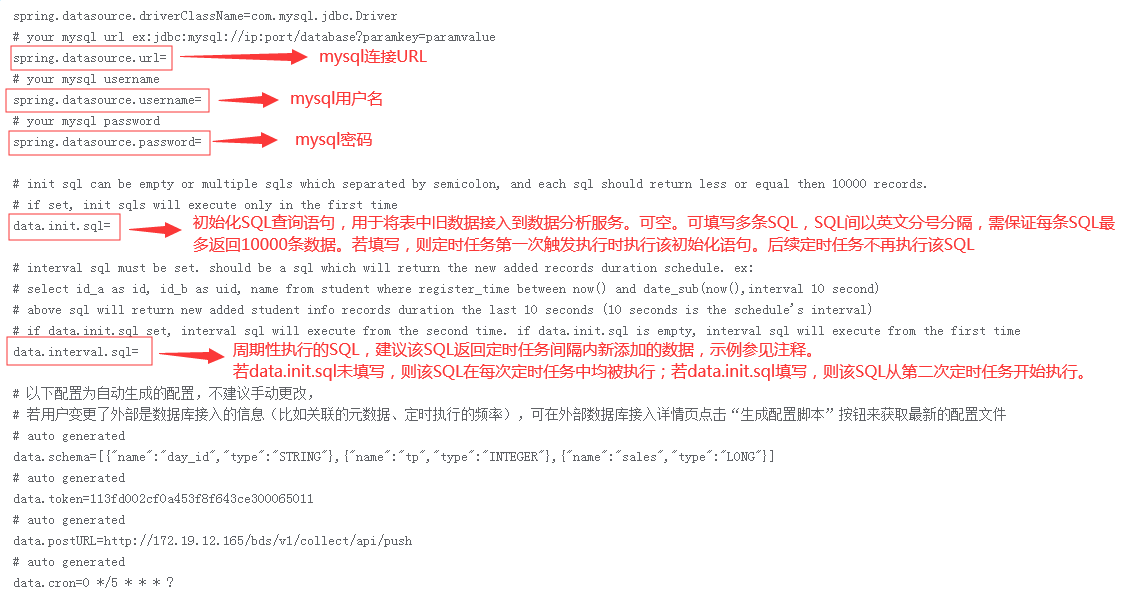 spring.datasource.driverClassName=com.mysql.jdbc.Driver
# your mysql url ex:jdbc:mysql://ip:port/database?paramkey=paramvalue
spring.datasource.url=
mysql连接URL
# your mysql username
spring.datasource.username=
mysql用户名
# your mysql password
spring.datasource.password=
mysql密码
# init sql can be empty or multiple sqls which separated by semicolon, and each sql should return less or equal then 10000 records.
# if set, init sqls will execute only in the first time
data.init.sql=
初始化SQL查询语句，用于将表中旧数据接入到数据分析服务。可空。可填写多条SQL，SQL间以英文分号分隔，需保证每条SQL最
多返回10000条数据。若填写，则定时任务第一次触发执行时执行该初始化语句。后续定时任务不再执行该SQL
# interval sql must be set. should be a sql which will return the new added records duration schedule. ex:
# select id_a as id, id_b as uid, name from student where register_time between now() and date_sub(now(),interval 10 second)
# above sql will return new added student info records duration the last 10 seconds (10 seconds is the schedule's interval)
# if data.init.sql set, interval sql will execute from the second time. if data.init.sql is empty, interval sql will execute from the first time
data.interval.sql=
周期性执行的SQL，建议该SQL返回定时任务间隔内新添加的数据，示例参见注释。
若data.init.sql未填写，则该SQL在每次定时任务中均被执行；若data.init.sql填写，则该SQL从第二次定时任务开始执行。
# 以下配置为自动生成的配置，不建议手动更改，
# 若用户变更了外部是数据库接入的信息（比如关联的元数据、定时执行的频率），可在外部数据库接入详情页点击“生成配置脚本”按钮来获取最新的配置文件
# auto generated
data.schema=[{"name":"day_id","type":"STRING"},{"name":"tp","type":"INTEGER"},{"name":"sales","type":"LONG"}]
# auto generated
data.token=113fd002cf0a453f8f643ce300065011
# auto generated
data.postURL=http://172.19.12.165/bds/v1/collect/api/push
# auto generated
data.cron=0 */5 * * * ?